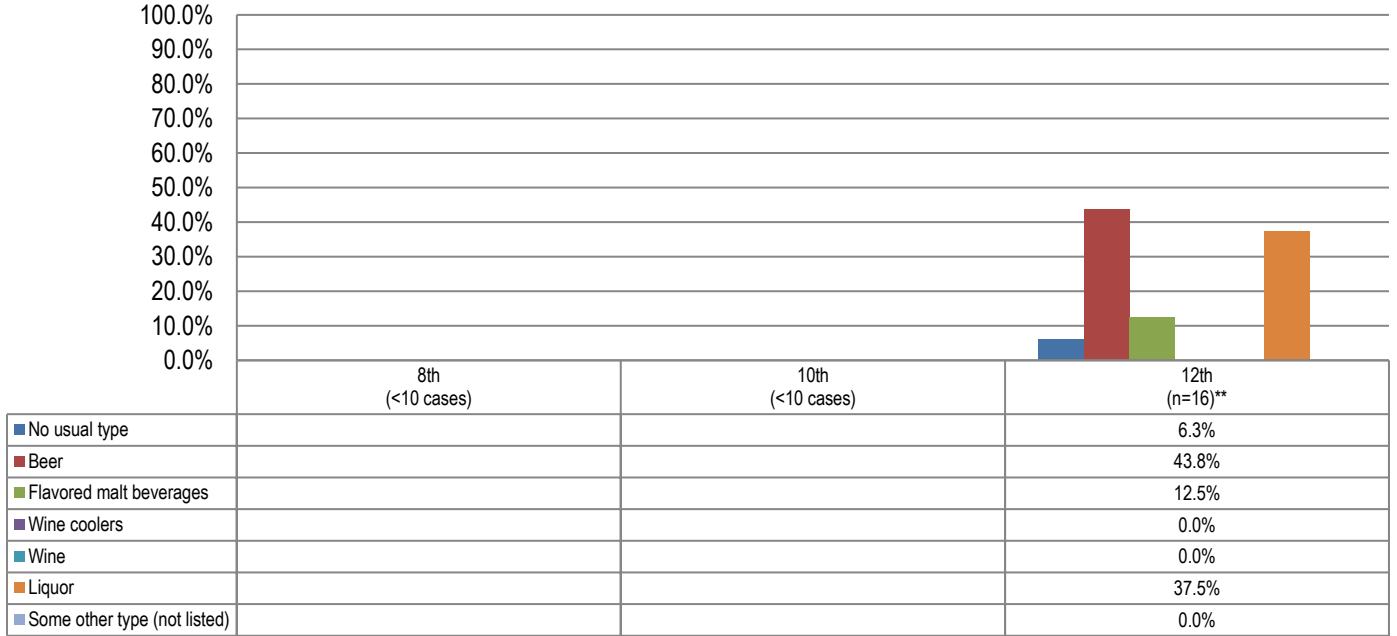 100.0%
90.0%
80.0%
70.0%
60.0%
50.0%
40.0%
30.0%
20.0%
10.0%
0.0%
8th 10th 12th
(<10 cases) (<10 cases) (n=16)**
No usual type 6.3%
Beer 43.8%
Flavored malt beverages 12.5%
Wine coolers 0.0%
Wine 0.0%
Liquor 37.5%
Some other type (not listed) 0.0%